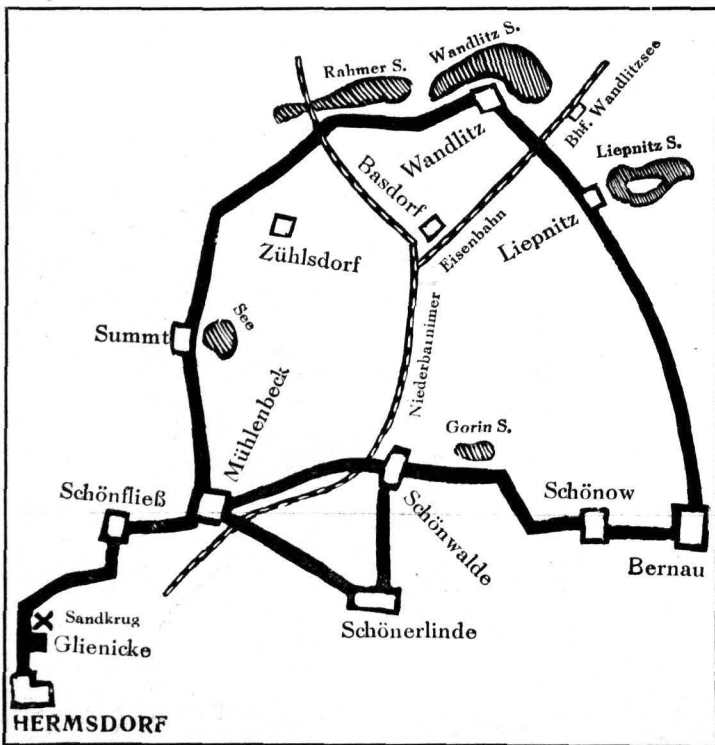 Wandlitz S.
Rahmer S.
Bhf. Wandlitzsee
Wandlitz
Liepnitz S.
Basdorf
Eisenbahn
Liepnitz
Zühlsdorf
See
Summt
Niederbarnimer
Mühlenbeck
Gorin S.
Schönfließ
Schönwalde
Schönow
Bernau
Sandkrug
Schönerlinde
Glienicke
HERMSDORF